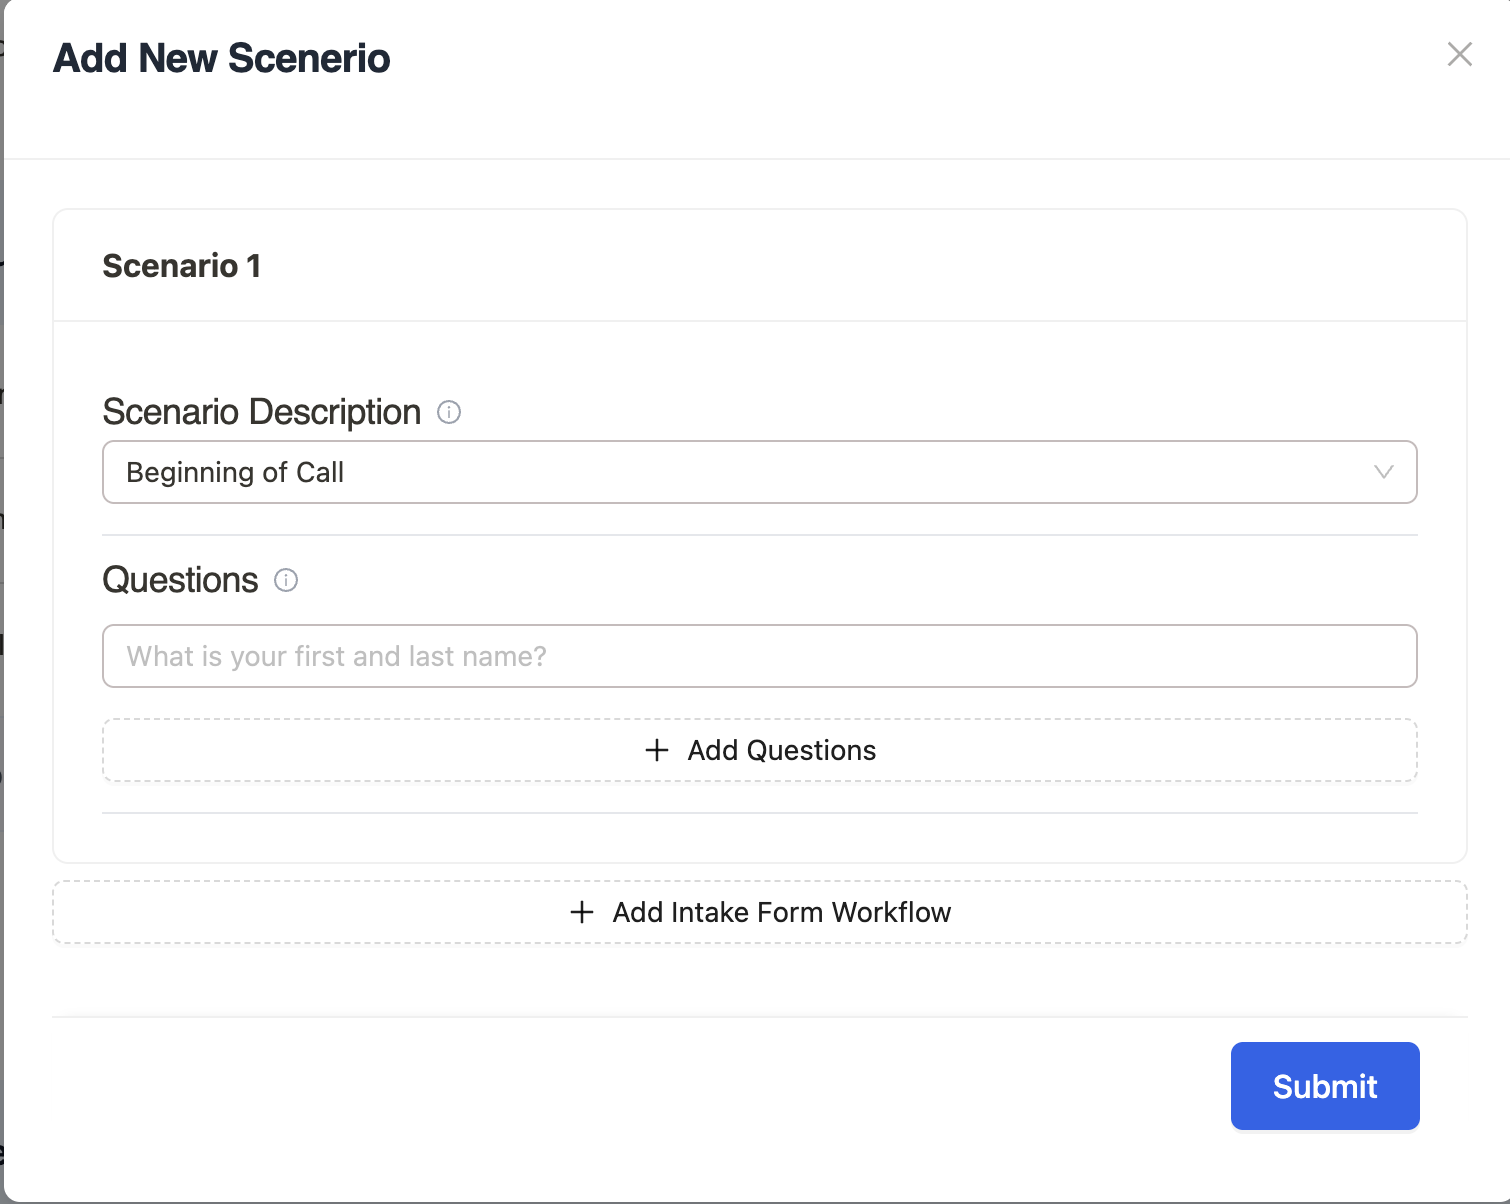 Add New Scenerio
Scenario 1
Scenario Description
Beginning of Call
Questions
What is your first and last name?
+ Add Questions
+ Add Intake Form Workflow
Submit